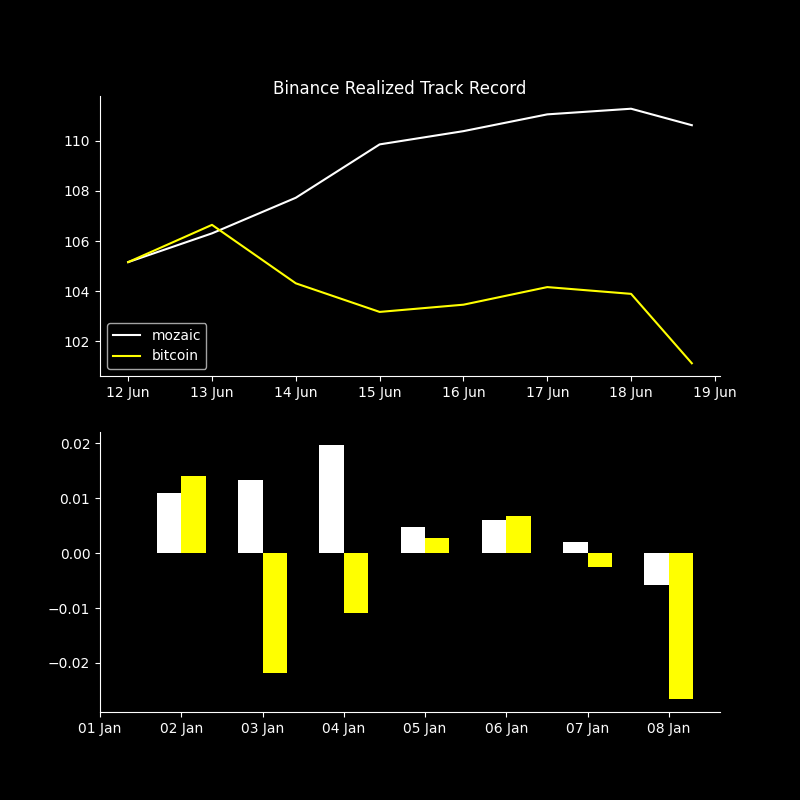 Binance Realized Track Record
110
108
106
104
102
mozaic
bitcoin
12 Jun 13 Jun 14 Jun 15 Jun 16 Jun 17 Jun 18 Jun 19 Jun
0.02
0.01
0.00
−0.01
−0.02
01 Jan 02 Jan 03 Jan 04 Jan 05 Jan 06 Jan 07 Jan 08 Jan